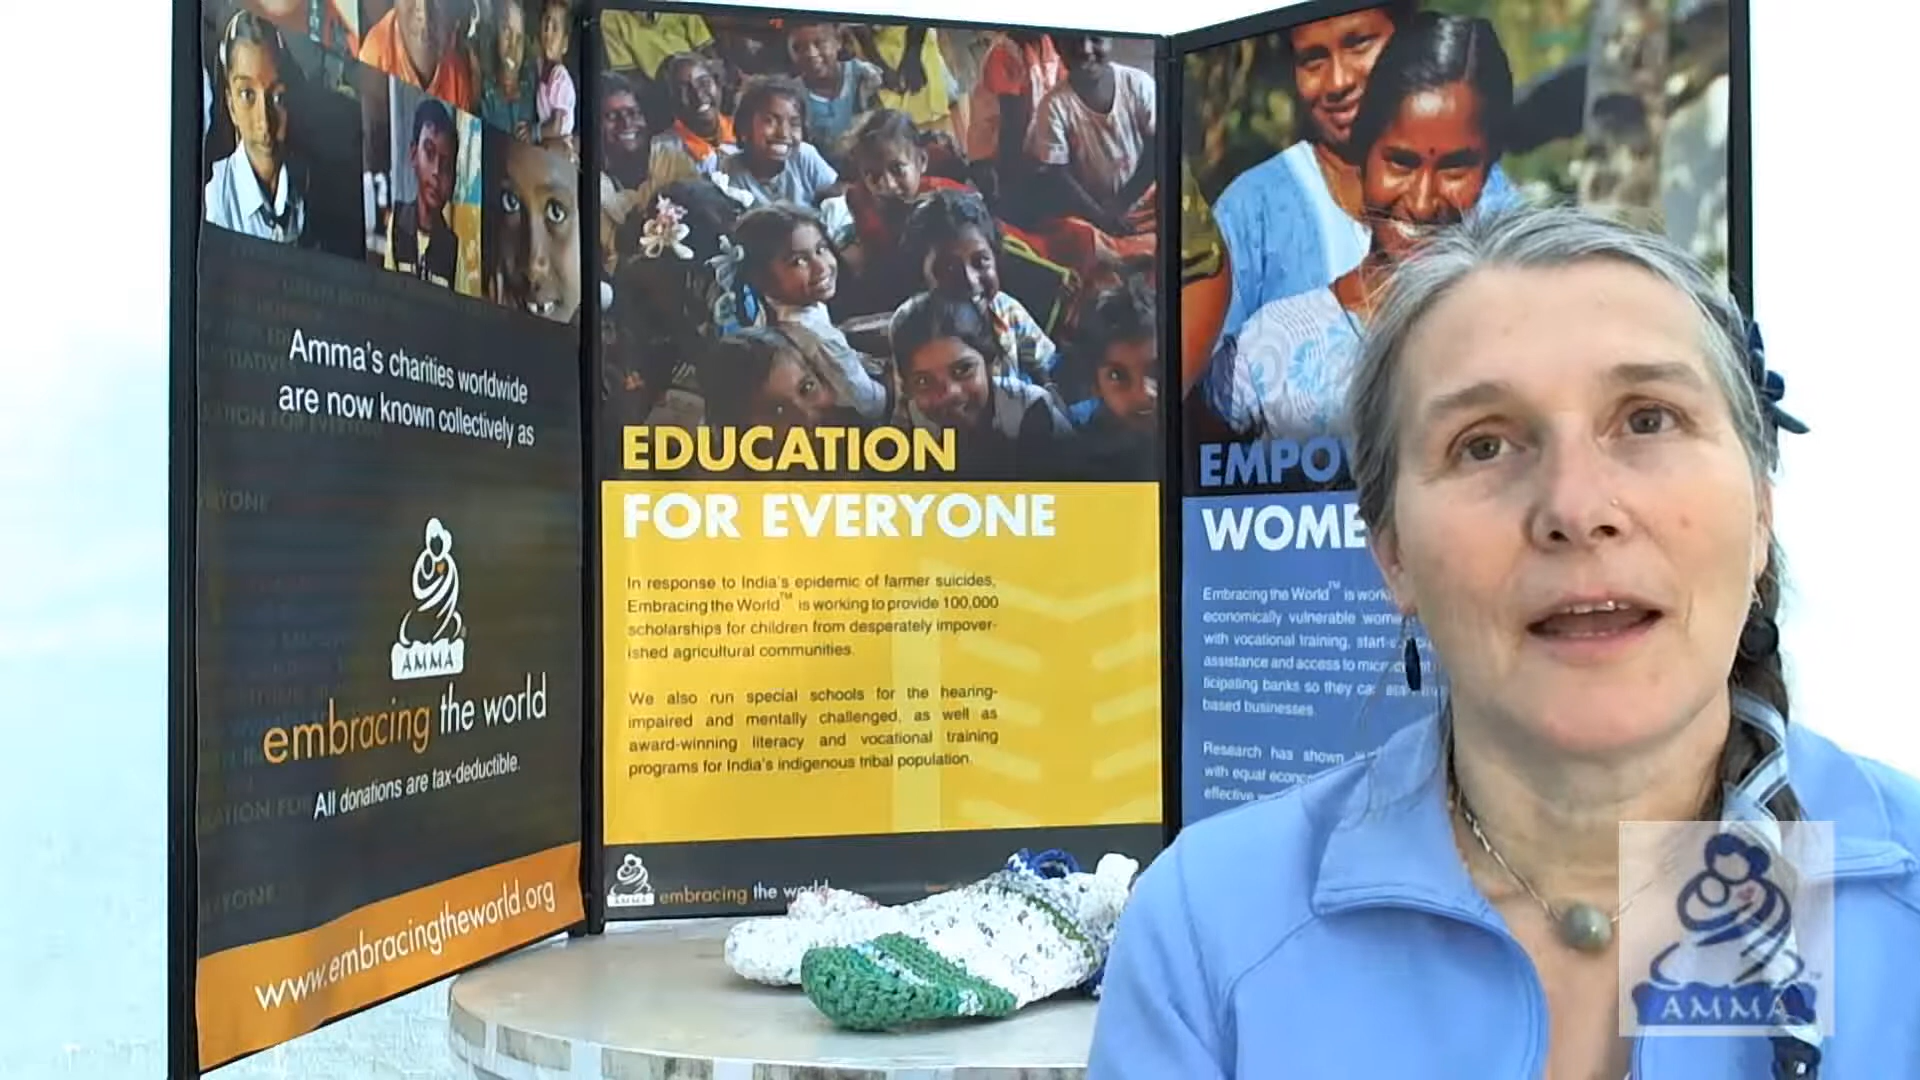 Amma's charities worldwide
are now known collectively as
AMMA
embracing the world
All donations are tax-deductible.
www.embracingtheworld.org
EDUCATION
FOR EVERYONE
In response to India's epidemic of farmer suicides,
Embracing the World™ is working to provide 100,000
scholarships for children from desperately impover-
ished agricultural communities.
We also run special schools for the hearing-
impaired and mentally challenged, as well as
award-winning literacy and vocational training
programs for India's indigenous tribal population.
AMMA
embracing the world
EMPO
WOME
Embracing the World™ is work
economically vulnerable wome
with vocational training, start-
assistance and access to
ticipating banks so they
based businesses.
Research has shown
with equal econo
effective
AMMA